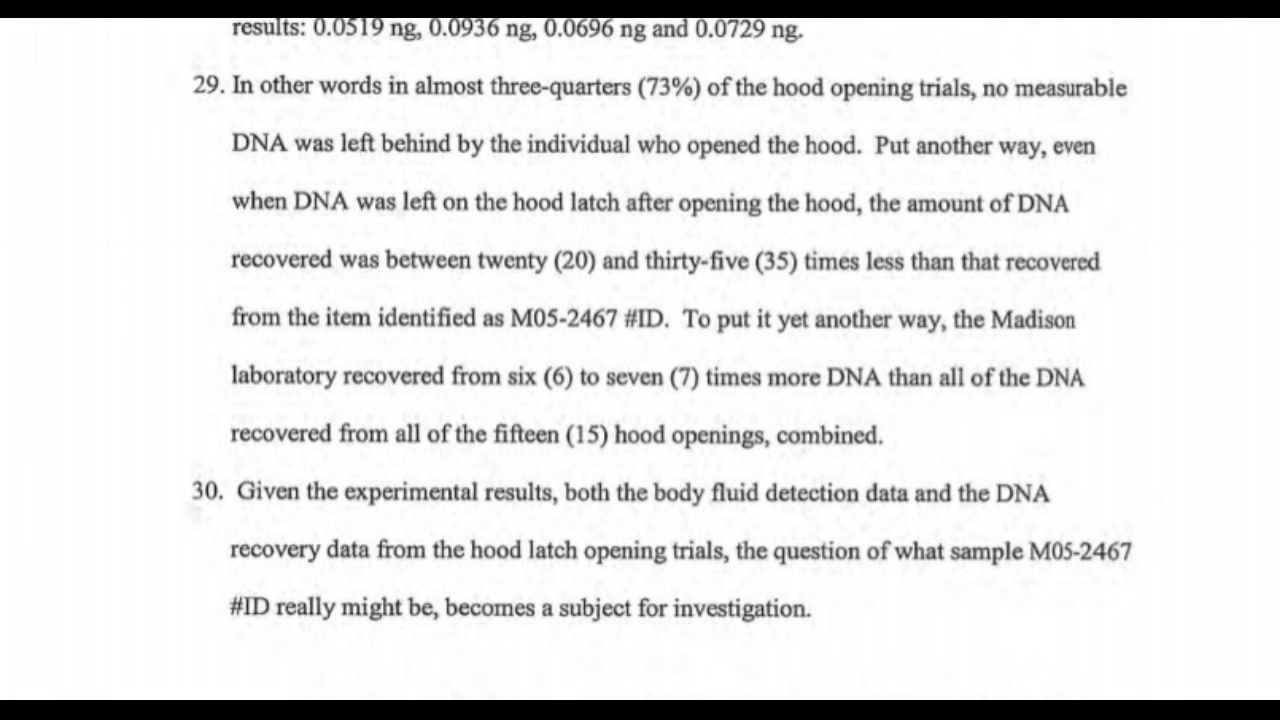 results: 0.0519 ng, 0.0936 ng, 0.0696 ng and 0.0729 ng.
29. In other words in almost three-quarters (73%) of the hood opening trials, no measurable
DNA was left behind by the individual who opened the hood. Put another way, even
when DNA was left on the hood latch after opening the hood, the amount of DNA
recovered was between twenty (20) and thirty-five (35) times less than that recovered
from the item identified as M05-2467 #ID. To put it yet another way, the Madison
laboratory recovered from six (6) to seven (7) times more DNA than all of the DNA
recovered from all of the fifteen (15) hood openings, combined.
30. Given the experimental results, both the body fluid detection data and the DNA
recovery data from the hood latch opening trials, the question of what sample M05-2467
#ID really might be, becomes a subject for investigation.